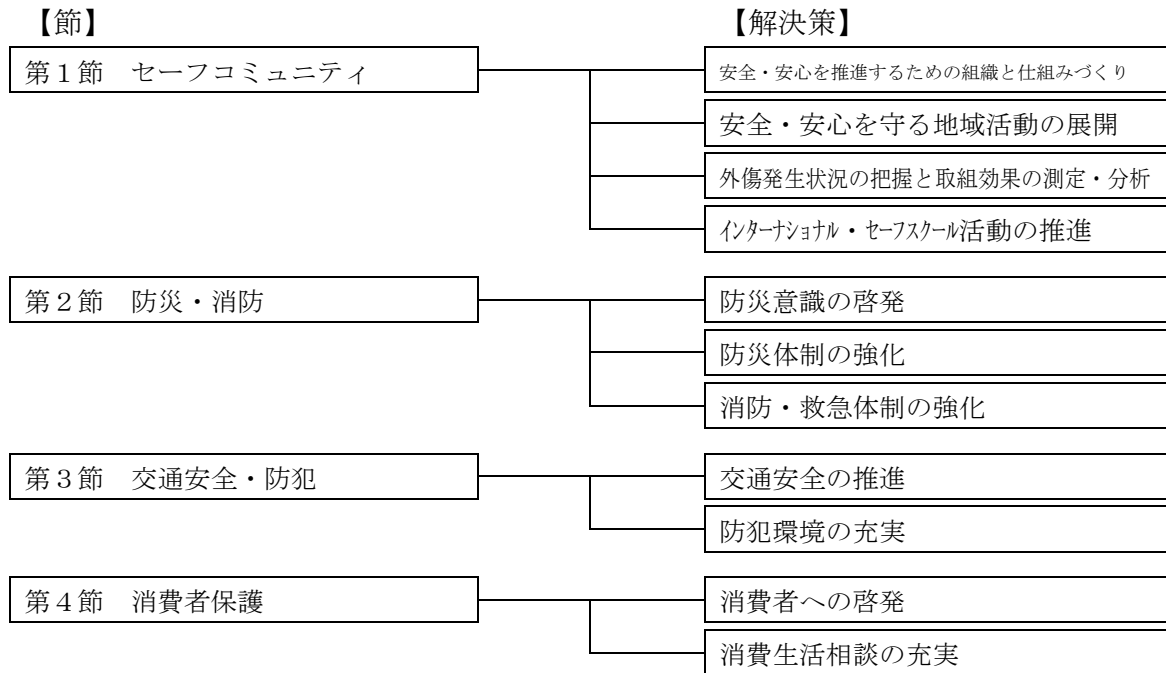 【節】 【解決策】
第１節　セーフコミュニティ 安全・安心を推進するための組織と仕組みづくり
安全・安心を守る地域活動の展開
外傷発生状況の把握と取組効果の測定・分析
ｲﾝﾀｰﾅｼｮﾅﾙ・ｾｰﾌｽｸｰﾙ活動の推進
第２節　防災・消防 防災意識の啓発
防災体制の強化
消防・救急体制の強化
第３節　交通安全・防犯 交通安全の推進
防犯環境の充実
第４節　消費者保護 消費者への啓発
消費生活相談の充実